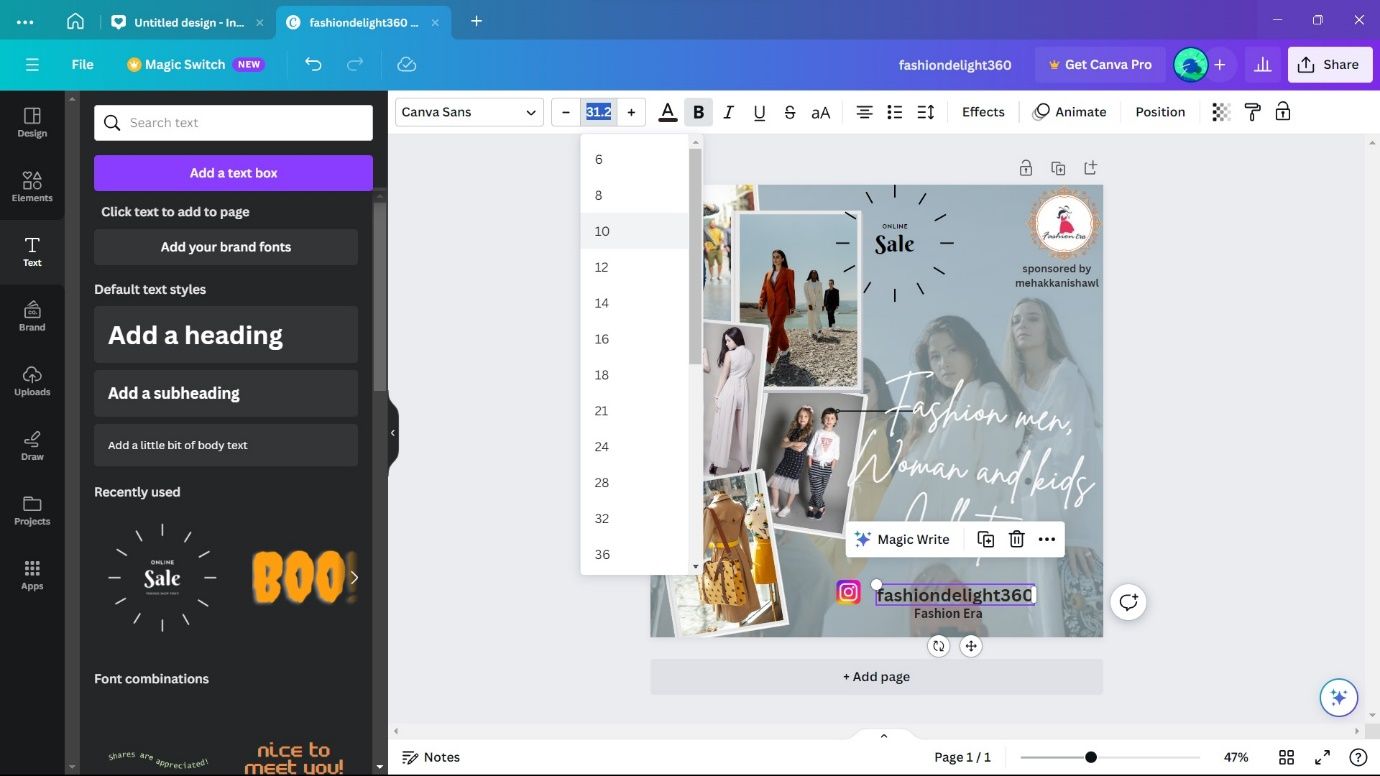 Untitled design - In...
fashiondelight360 ...
File
Magic Switch NEW
fashiondelight360
Get Canva Pro
Share
Design
Elements
Text
Brand
Uploads
Draw
Projects
Apps
Search text
Add a text box
Click text to add to page
Add your brand fonts
Default text styles
Add a heading
Add a subheading
Add a little bit of body text
Recently used
ONLINE
Sale
BOO!
Font combinations
Shares are appreciated!
nice to
meet you!
Canva Sans
31.2
A B I U S aA
Effects
Animate
Position
6
8
10
12
14
16
18
21
24
28
32
36
ONLINE
Sale
Fashion Era
sponsored by
mehakkanishawl
Fashion men,
Woman and kids
Magic Write
fashiondelight360
Fashion Era
+ Add page
Notes
Page 1 / 1
47%